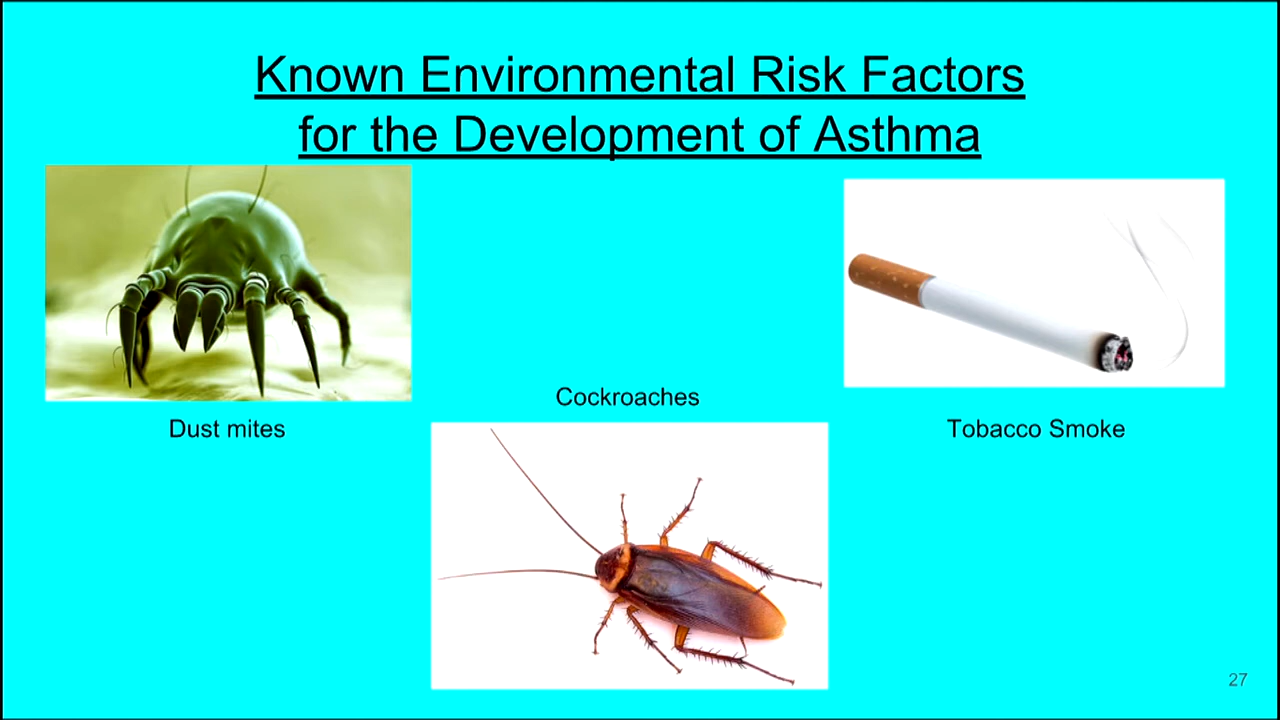 Known Environmental Risk Factors
for the Development of Asthma
Dust mites
Cockroaches
Tobacco Smoke
27